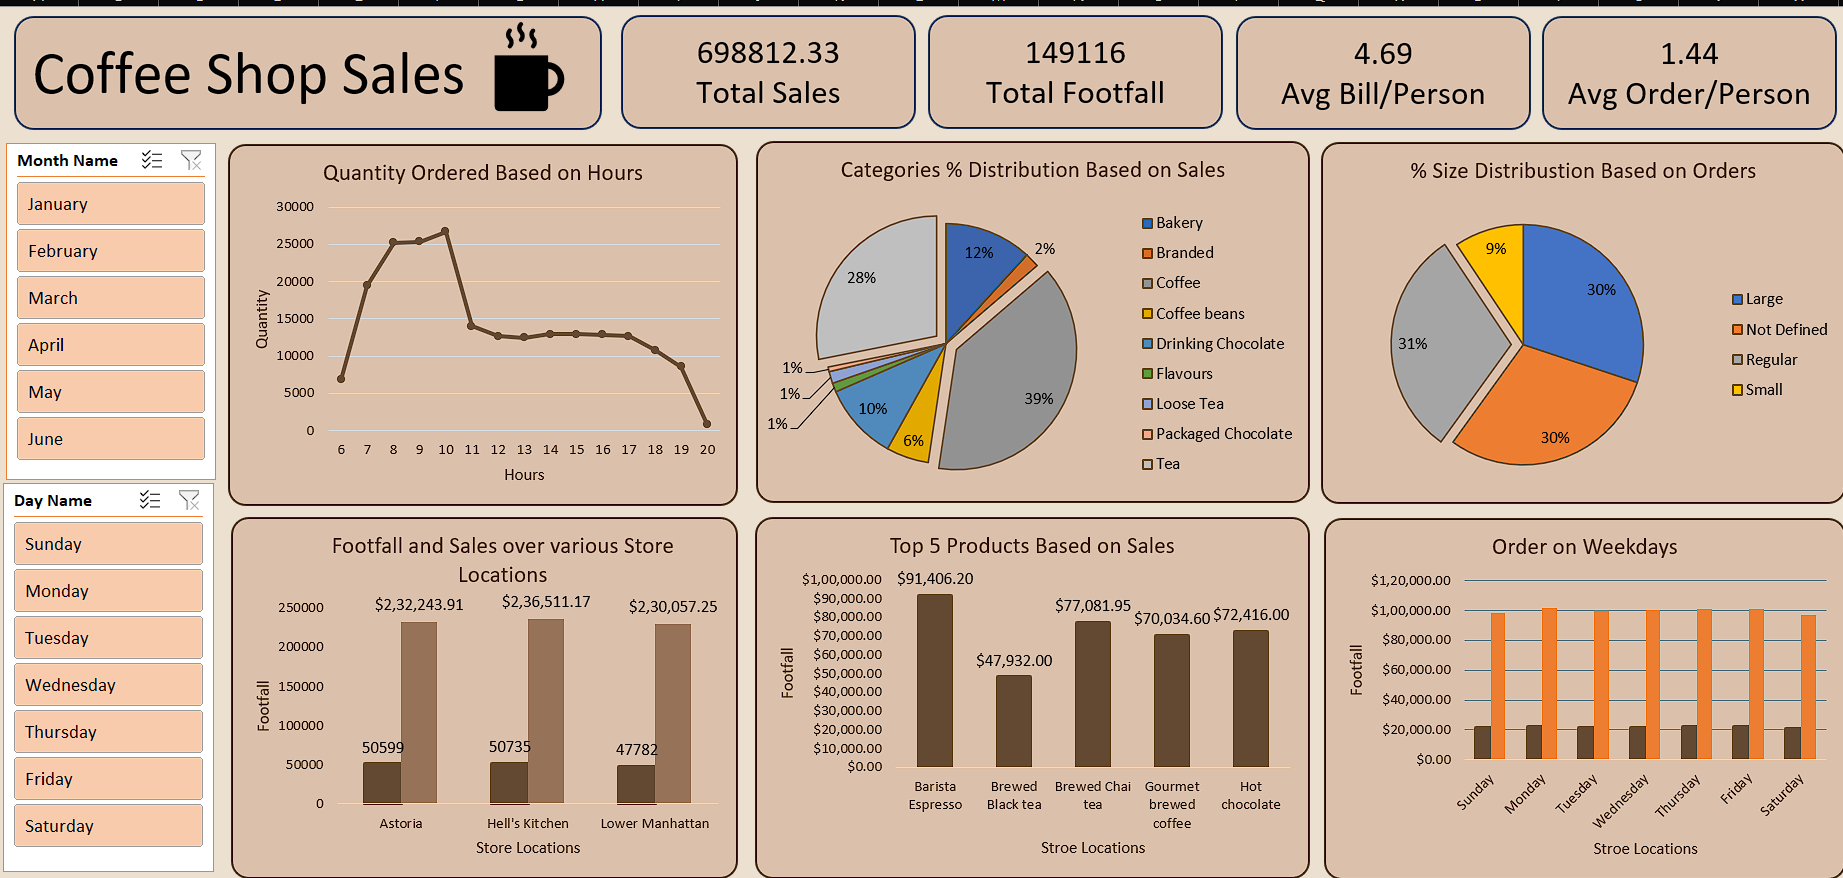 Coffee Shop Sales
698812.33
Total Sales
149116
Total Footfall
4.69
Avg Bill/Person
1.44
Avg Order/Person
Month Name
January
February
March
April
May
June
Day Name
Sunday
Monday
Tuesday
Wednesday
Thursday
Friday
Saturday
Quantity Ordered Based on Hours
Quantity
30000
25000
20000
15000
10000
5000
0
6 7 8 9 10 11 12 13 14 15 16 17 18 19 20
Hours
Categories % Distribution Based on Sales
12%
2%
39%
6%
10%
1%
1%
1%
28%
Bakery
Branded
Coffee
Coffee beans
Drinking Chocolate
Flavours
Loose Tea
Packaged Chocolate
Tea
% Size Distribustion Based on Orders
30%
30%
31%
9%
Large
Not Defined
Regular
Small
Footfall and Sales over various Store
Locations
Footfall
250000
200000
150000
100000
50000
0
$2,32,243.91
$2,36,511.17
$2,30,057.25
50599
50735
47782
Astoria
Hell's Kitchen
Lower Manhattan
Store Locations
Top 5 Products Based on Sales
Footfall
$1,00,000.00
$90,000.00
$80,000.00
$70,000.00
$60,000.00
$50,000.00
$40,000.00
$30,000.00
$20,000.00
$10,000.00
$0.00
$91,406.20
$47,932.00
$77,081.95
$70,034.60
$72,416.00
Barista
Espresso
Brewed
Black tea
Brewed Chai
tea
Gourmet
brewed
coffee
Hot
chocolate
Stroe Locations
Order on Weekdays
Footfall
$1,20,000.00
$1,00,000.00
$80,000.00
$60,000.00
$40,000.00
$20,000.00
$0.00
Sunday
Monday
Tuesday
Wednesday
Thursday
Friday
Saturday
Stroe Locations